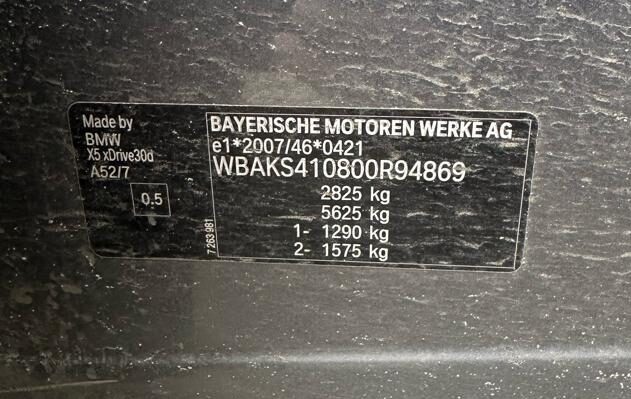 Made by
BMW
X5 xDrive30d
A52/7
0.5
7 263 981
BAYERISCHE MOTOREN WERKE AG
e1*2007/46*0421
WBAKS410800R94869
2825 kg
5625 kg
1- 1290 kg
2- 1575 kg